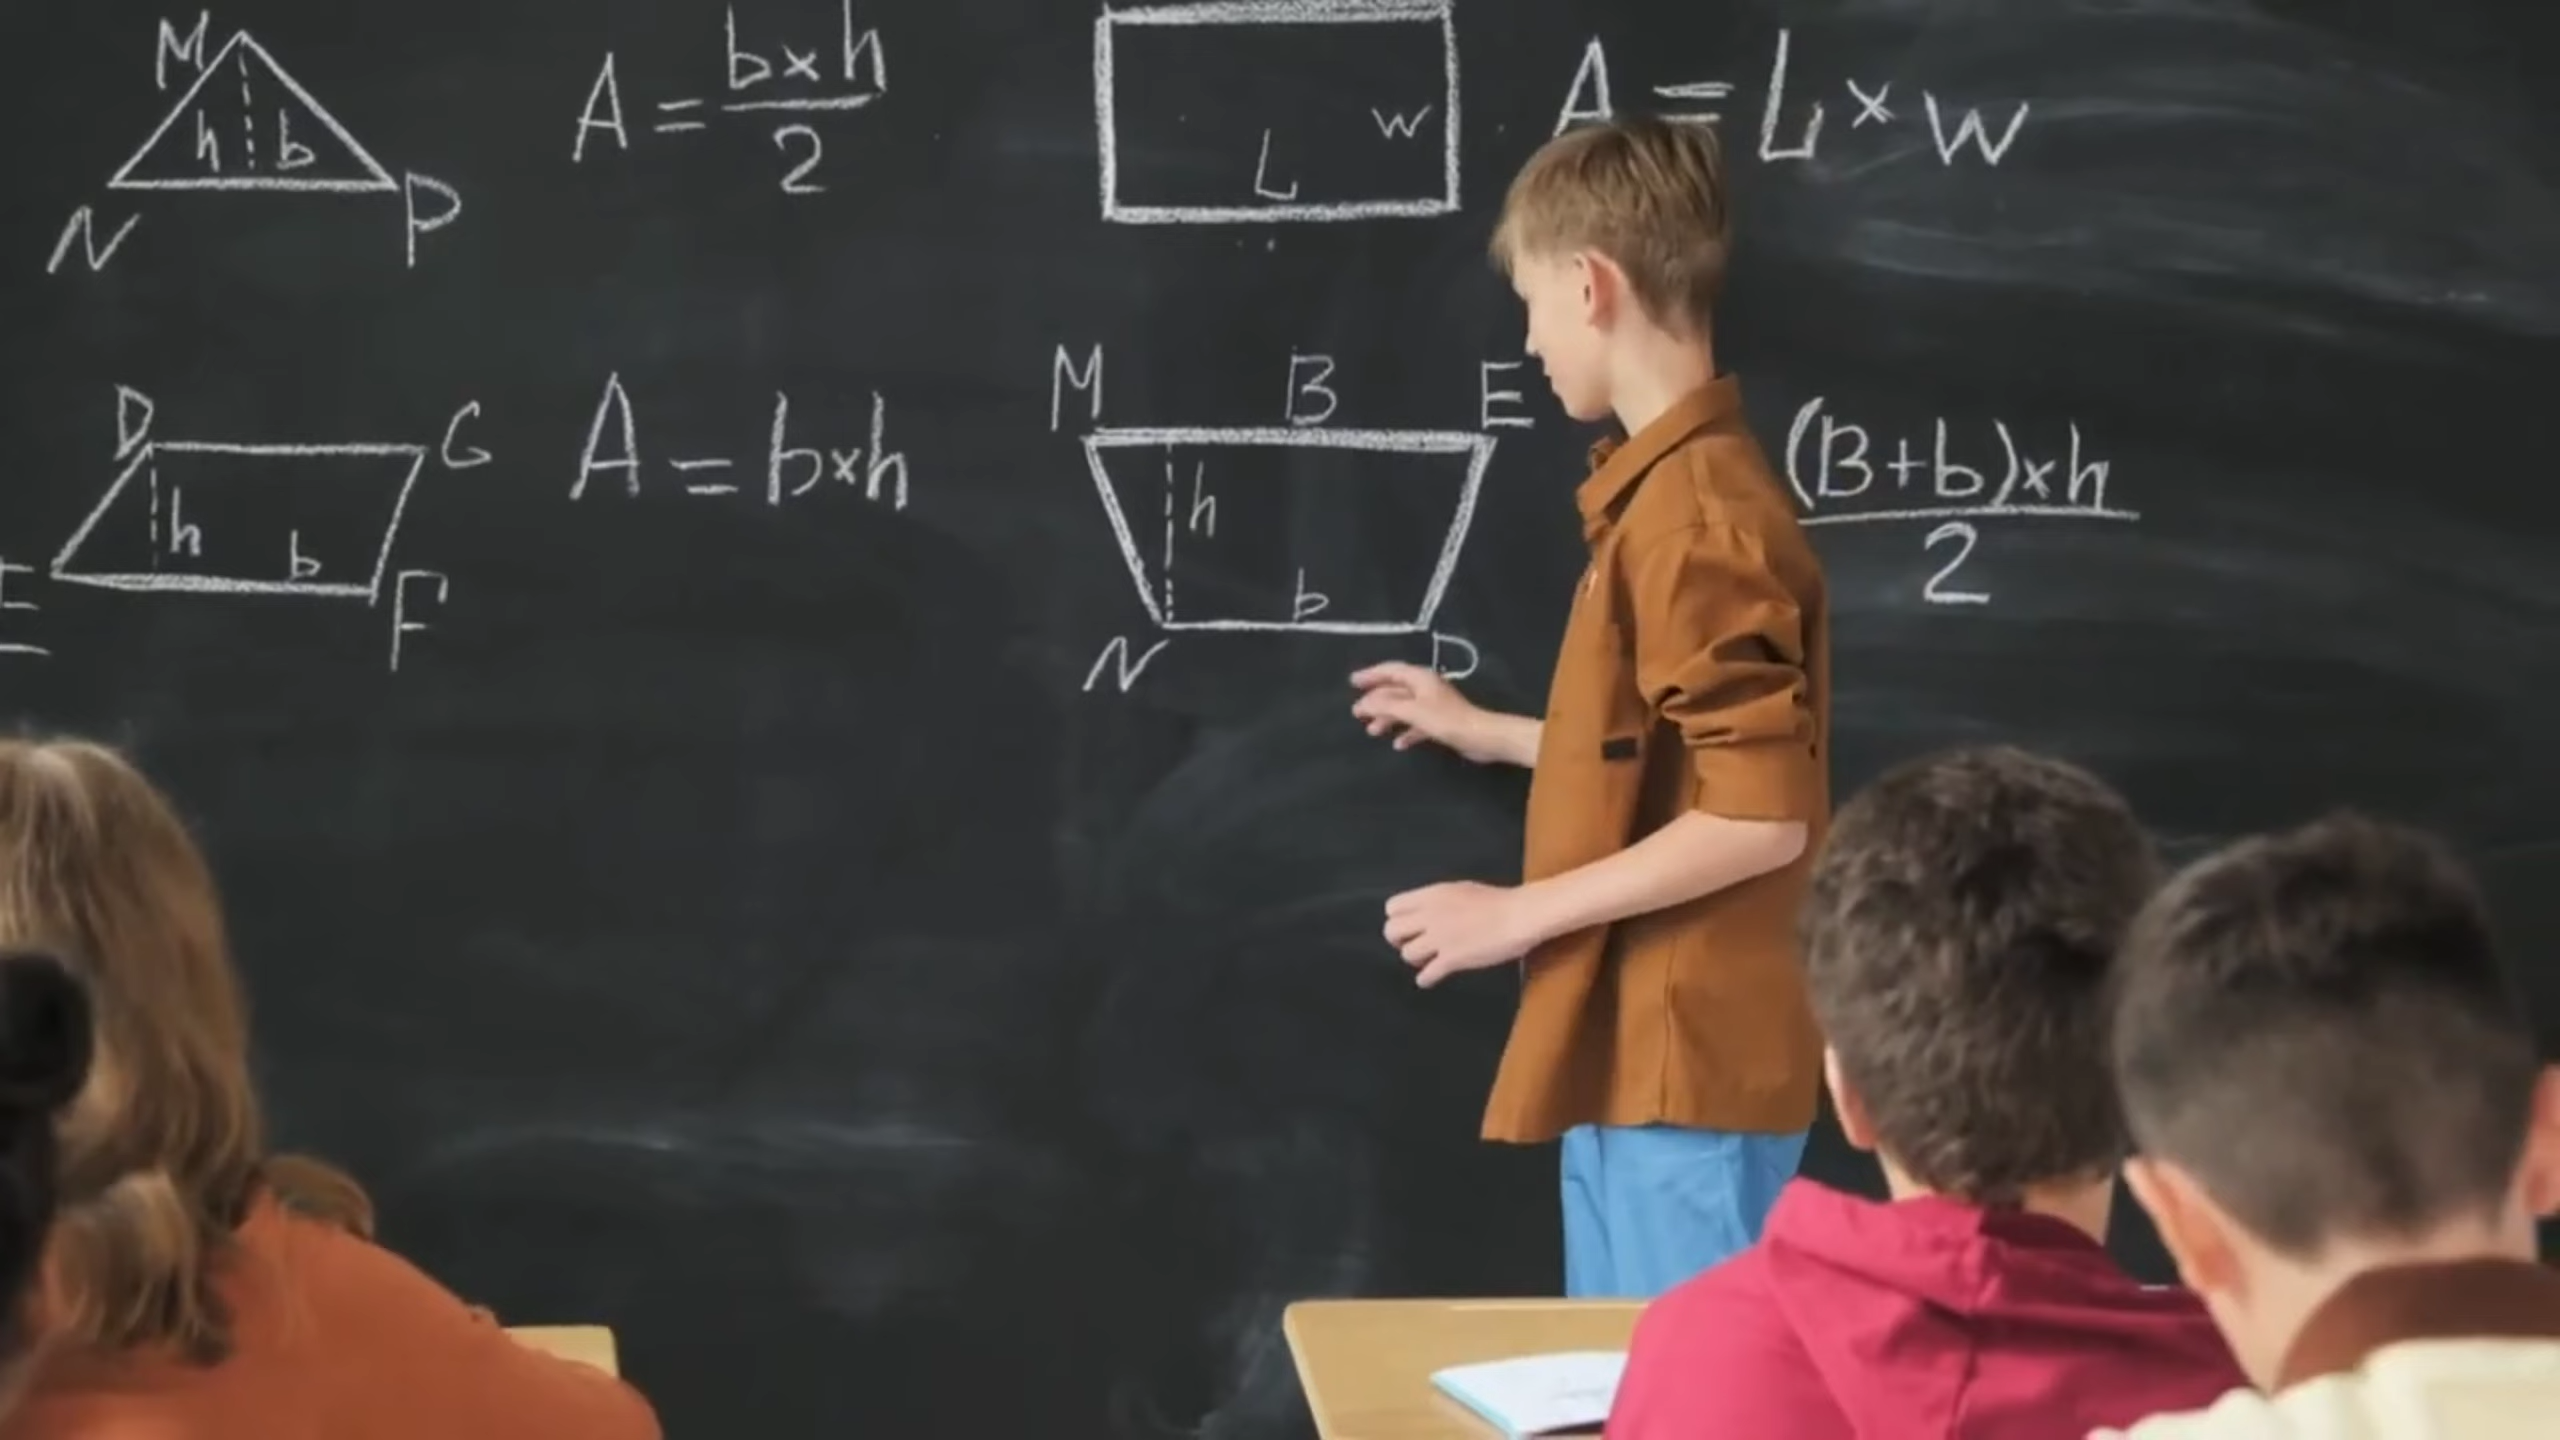 M
h b
N P
A = b×h / 2
L w
A = L × w
D G
h b
E F
A = b×h
M B E
h
b
N D
(B+b)×h / 2